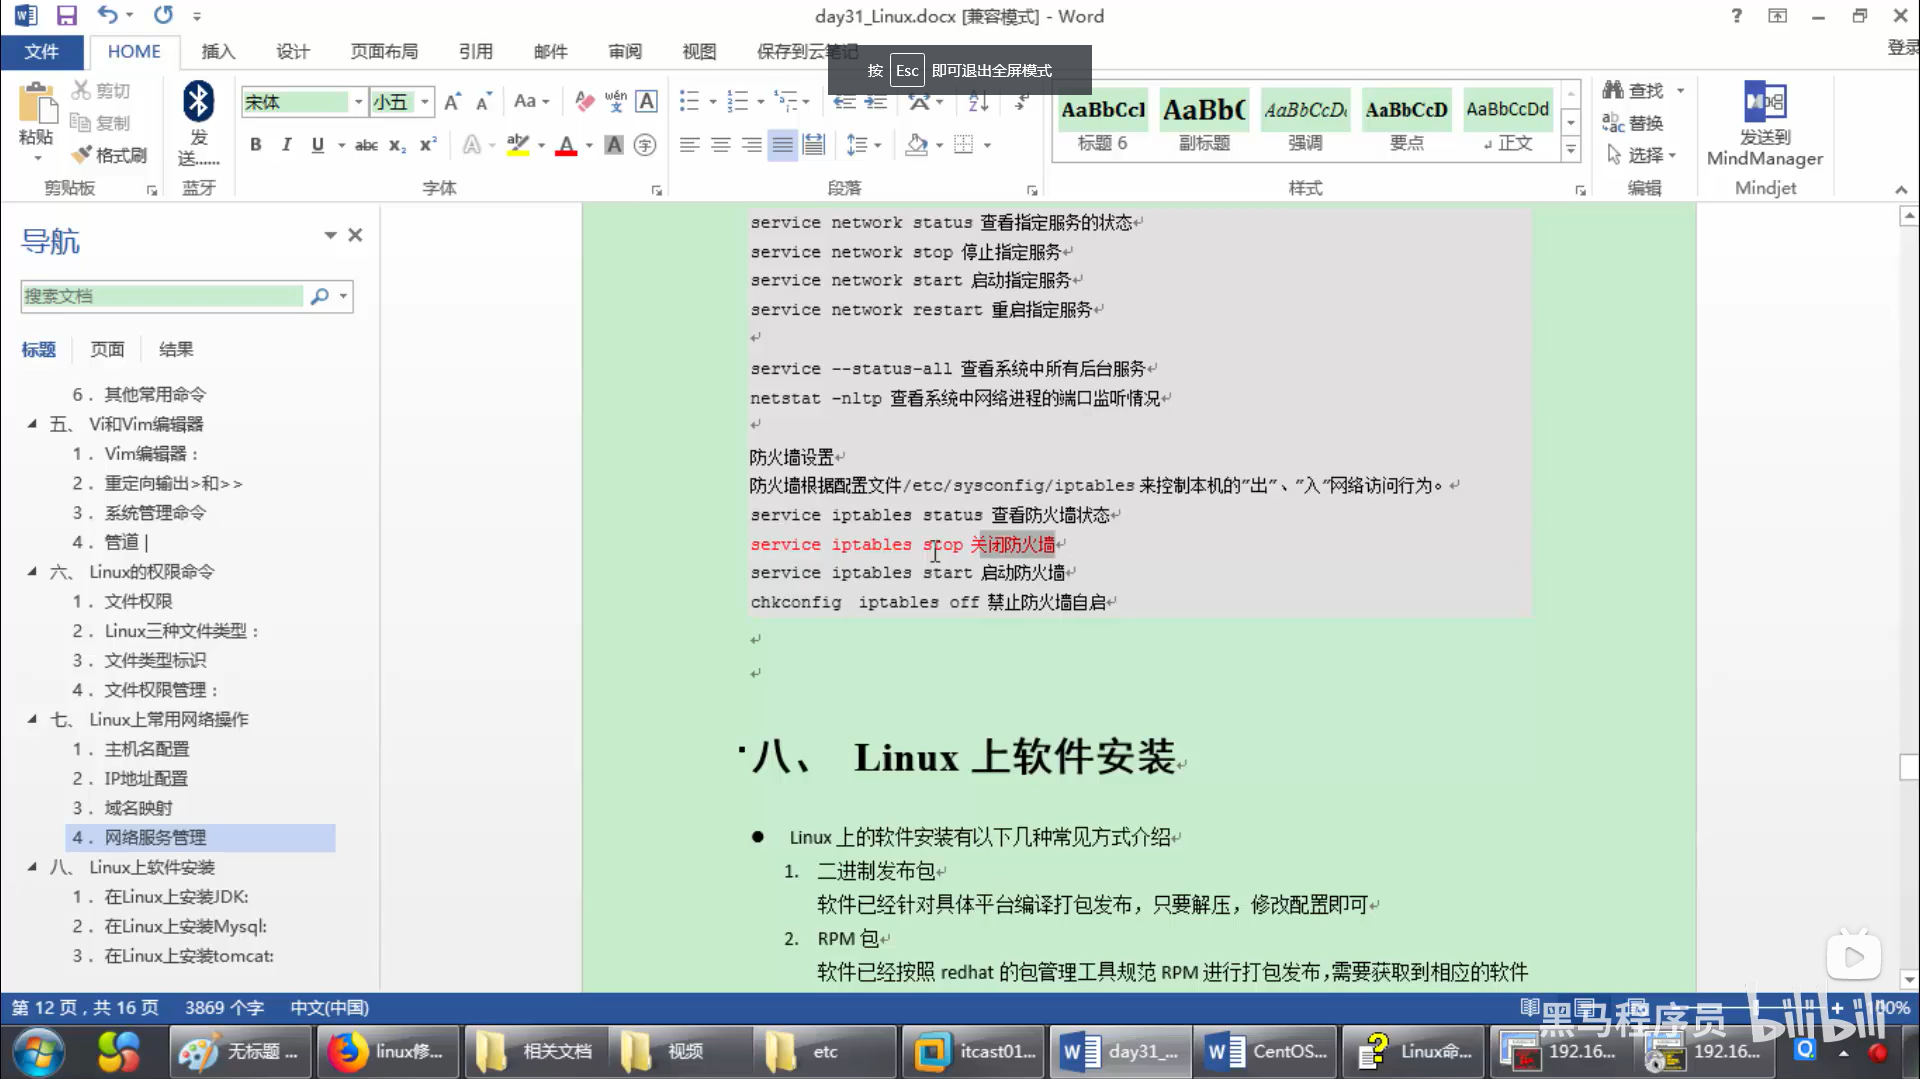 day31_Linux.docx [兼容模式] - Word
文件 HOME 插入 设计 页面布局 引用 邮件 审阅 视图 保存到云笔记 登录
按 Esc 即可退出全屏模式
粘贴 剪切 复制 格式刷 剪贴板
发送...... 蓝牙
宋体 小五 字体
段落
AaBbCcI AaBb( AaBbCcDc AaBbCcD AaBbCcDd
标题 6 副标题 强调 要点 正文 样式
查找 替换 选择 编辑
发送到 MindManager Mindjet
导航
搜索文档
标题 页面 结果
6. 其他常用命令
五、 Vi和Vim编辑器
1. Vim编辑器：
2. 重定向输出>和>>
3. 系统管理命令
4. 管道 |
六、 Linux的权限命令
1. 文件权限
2. Linux三种文件类型：
3. 文件类型标识
4. 文件权限管理：
七、 Linux上常用网络操作
1. 主机名配置
2. IP地址配置
3. 域名映射
4. 网络服务管理
八、 Linux上软件安装
1. 在Linux上安装JDK:
2. 在Linux上安装Mysql:
3. 在Linux上安装tomcat:
service network status 查看指定服务的状态
service network stop 停止指定服务
service network start 启动指定服务
service network restart 重启指定服务
service --status-all 查看系统中所有后台服务
netstat -nltp 查看系统中网络进程的端口监听情况
防火墙设置
防火墙根据配置文件/etc/sysconfig/iptables 来控制本机的”出”、”入”网络访问行为。
service iptables status 查看防火墙状态
service iptables stop 关闭防火墙
service iptables start 启动防火墙
chkconfig iptables off 禁止防火墙自启
八、 Linux 上软件安装
● Linux 上的软件安装有以下几种常见方式介绍
1. 二进制发布包
软件已经针对具体平台编译打包发布，只要解压，修改配置即可
2. RPM 包
软件已经按照 redhat 的包管理工具规范 RPM 进行打包发布，需要获取到相应的软件
第 12 页，共 16 页 3869 个字 中文(中国)
黑马程序员 bilibili
无标题 ... linux修... 相关文档 视频 etc itcast01... day31_... CentOS... Linux命... 192.16... 192.16...